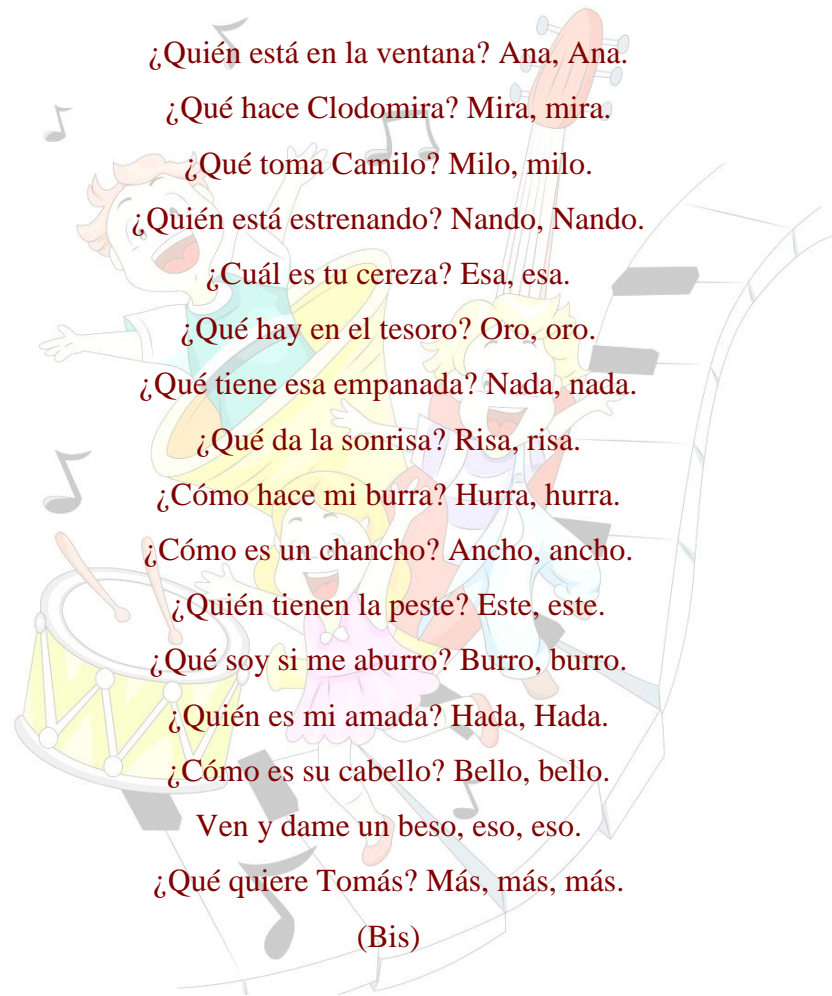 ¿Quién está en la ventana? Ana, Ana.
¿Qué hace Clodomira? Mira, mira.
¿Qué toma Camilo? Milo, milo.
¿Quién está estrenando? Nando, Nando.
¿Cuál es tu cereza? Esa, esa.
¿Qué hay en el tesoro? Oro, oro.
¿Qué tiene esa empanada? Nada, nada.
¿Qué da la sonrisa? Risa, risa.
¿Cómo hace mi burra? Hurra, hurra.
¿Cómo es un chancho? Ancho, ancho.
¿Quién tienen la peste? Este, este.
¿Qué soy si me aburro? Burro, burro.
¿Quién es mi amada? Hada, Hada.
¿Cómo es su cabello? Bello, bello.
Ven y dame un beso, eso, eso.
¿Qué quiere Tomás? Más, más, más.
(Bis)